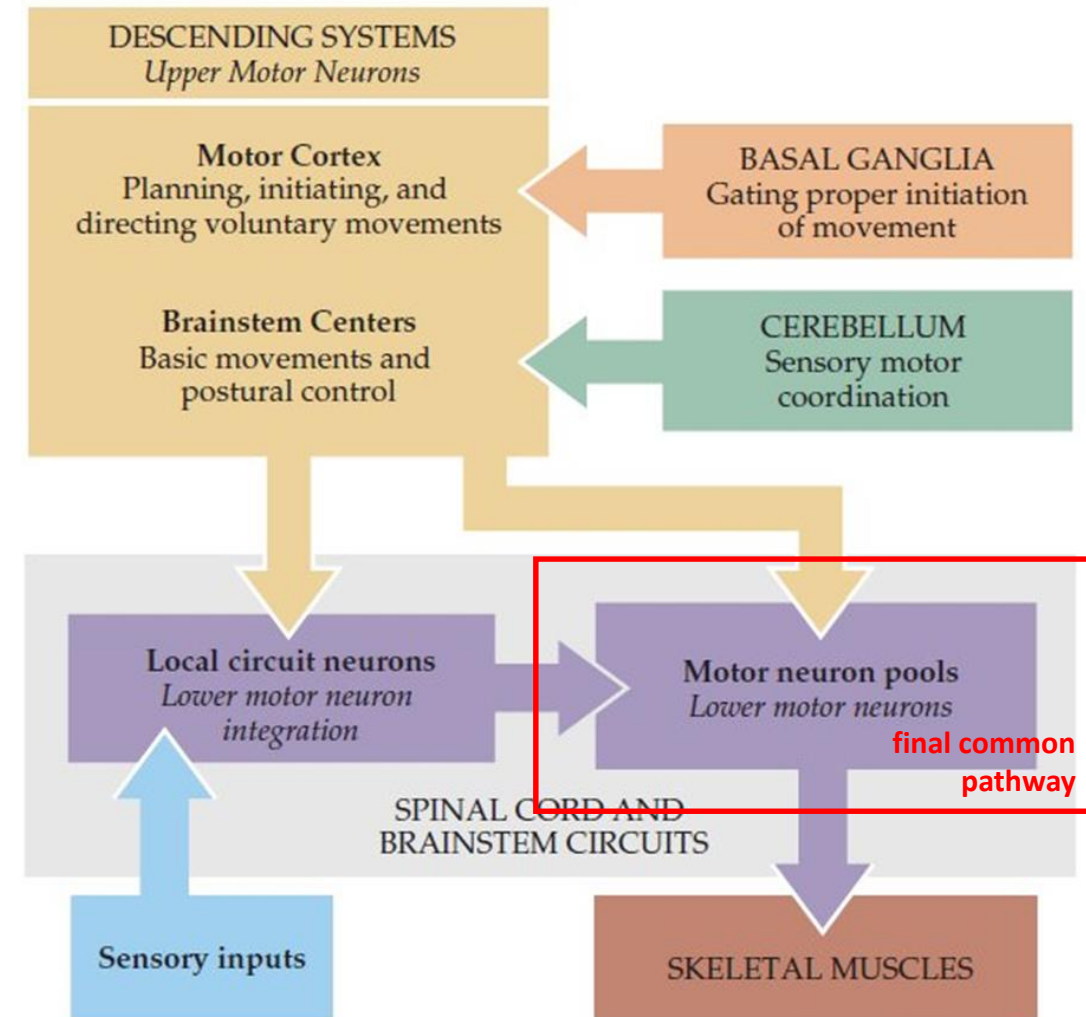 DESCENDING SYSTEMS
Upper Motor Neurons
Motor Cortex
Planning, initiating, and
directing voluntary movements
Brainstem Centers
Basic movements and
postural control
BASAL GANGLIA
Gating proper initiation
of movement
CEREBELLUM
Sensory motor
coordination
Local circuit neurons
Lower motor neuron
integration
Motor neuron pools
Lower motor neurons
final common
pathway
SPINAL CORD AND
BRAINSTEM CIRCUITS
Sensory inputs
SKELETAL MUSCLES